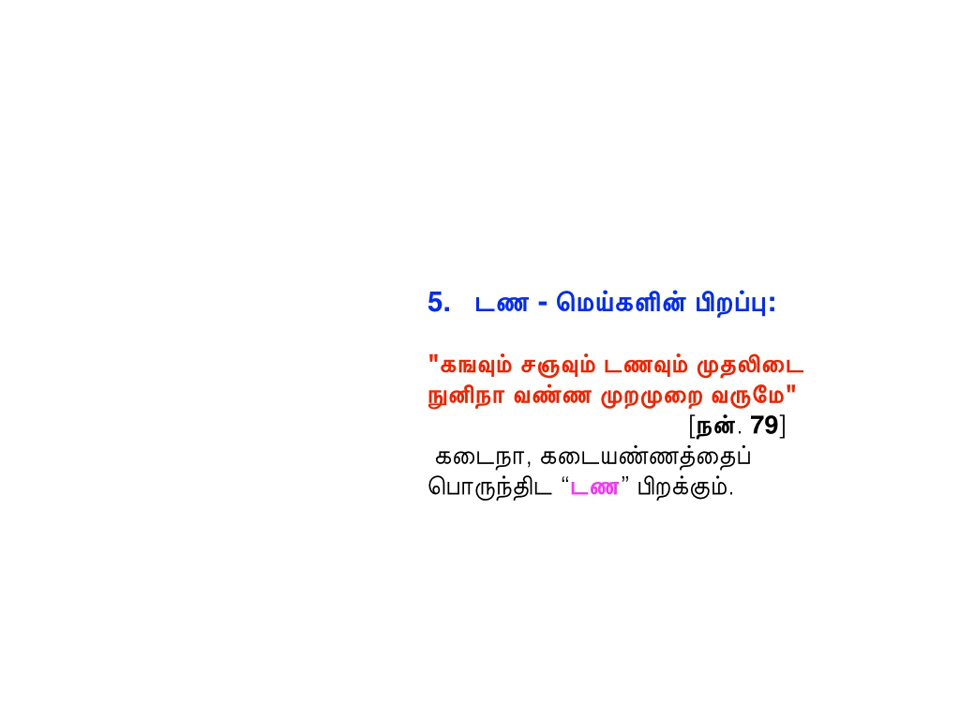 5. டண - மெய்களின் பிறப்பு:
"கஙவும் சஞவும் டணவும் முதலிடை
நுனிநா வண்ண முறமுறை வருமே"
[நன். 79]
கடைநா, கடையண்ணத்தைப்
பொருந்திட “டண” பிறக்கும்.